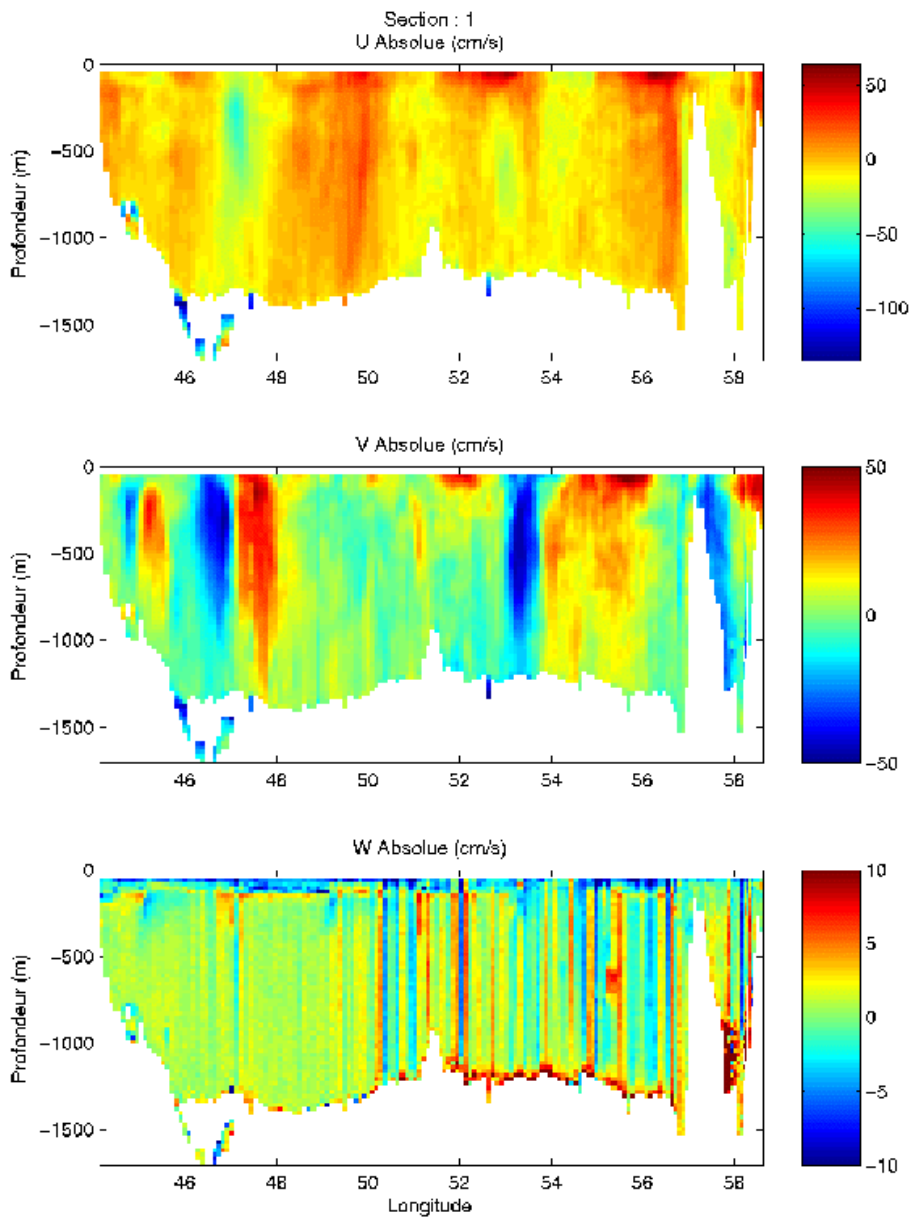 Section : 1
U Absolue (cm/s)
0
−500
−1000
−1500
Profondeur (m)
46 48 50 52 54 56 58
50
0
−50
−100
V Absolue (cm/s)
0
−500
−1000
−1500
Profondeur (m)
46 48 50 52 54 56 58
50
0
−50
W Absolue (cm/s)
0
−500
−1000
−1500
Profondeur (m)
46 48 50 52 54 56 58
Longitude
10
5
0
−5
−10